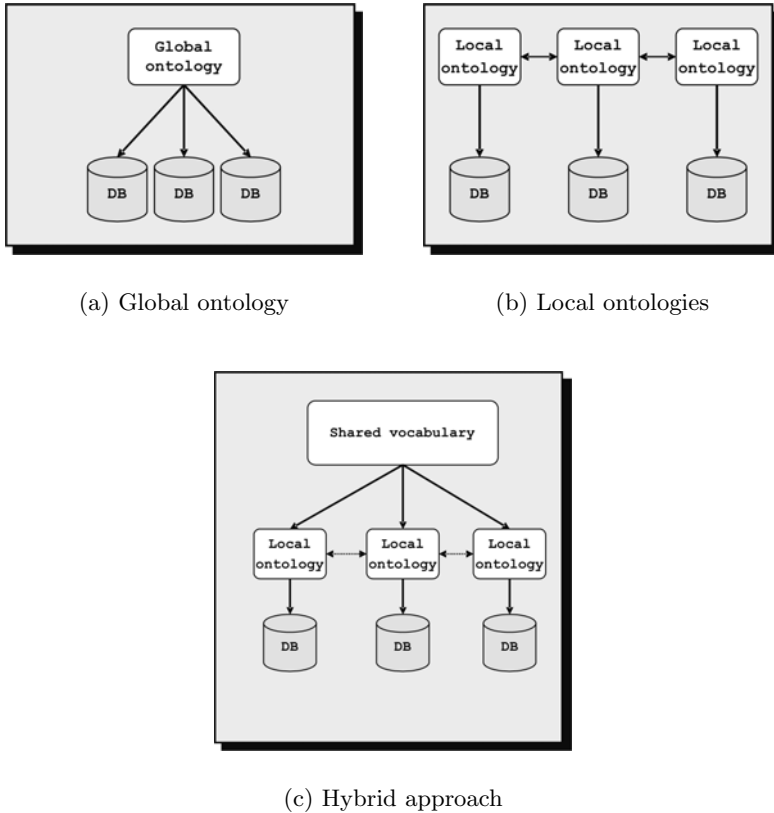 Global
ontology
DB
DB
DB
(a) Global ontology
Local
ontology
Local
ontology
Local
ontology
DB
DB
DB
(b) Local ontologies
Shared vocabulary
Local
ontology
Local
ontology
Local
ontology
DB
DB
DB
(c) Hybrid approach